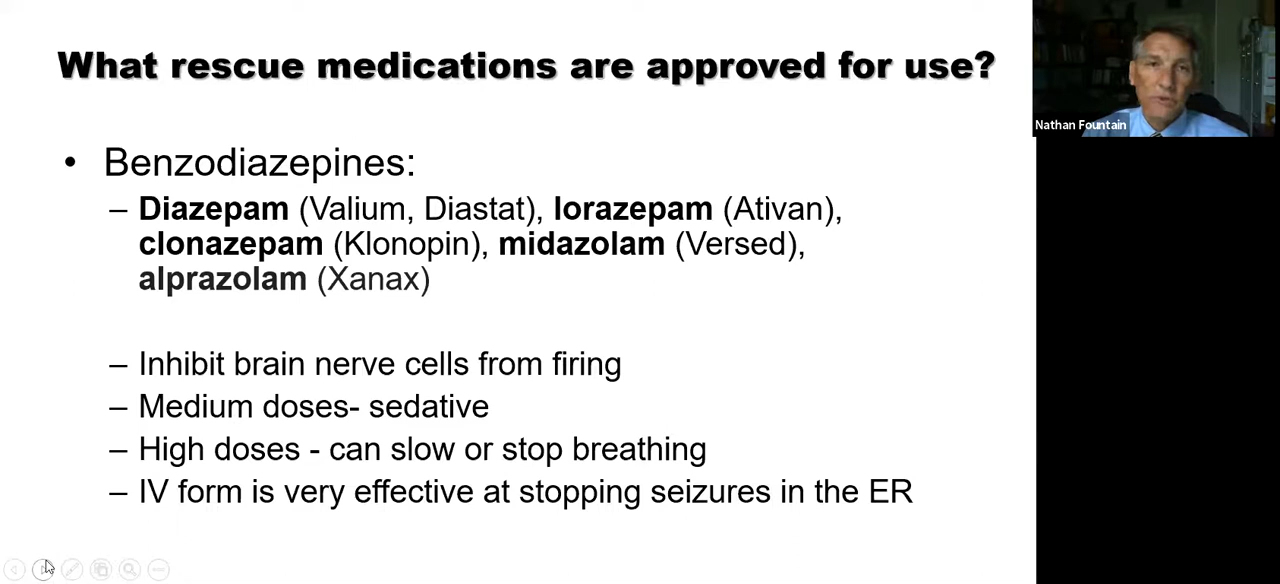 What rescue medications are approved for use?
Nathan Fountain
• Benzodiazepines:
– Diazepam (Valium, Diastat), lorazepam (Ativan),
clonazepam (Klonopin), midazolam (Versed),
alprazolam (Xanax)
– Inhibit brain nerve cells from firing
– Medium doses- sedative
– High doses - can slow or stop breathing
– IV form is very effective at stopping seizures in the ER